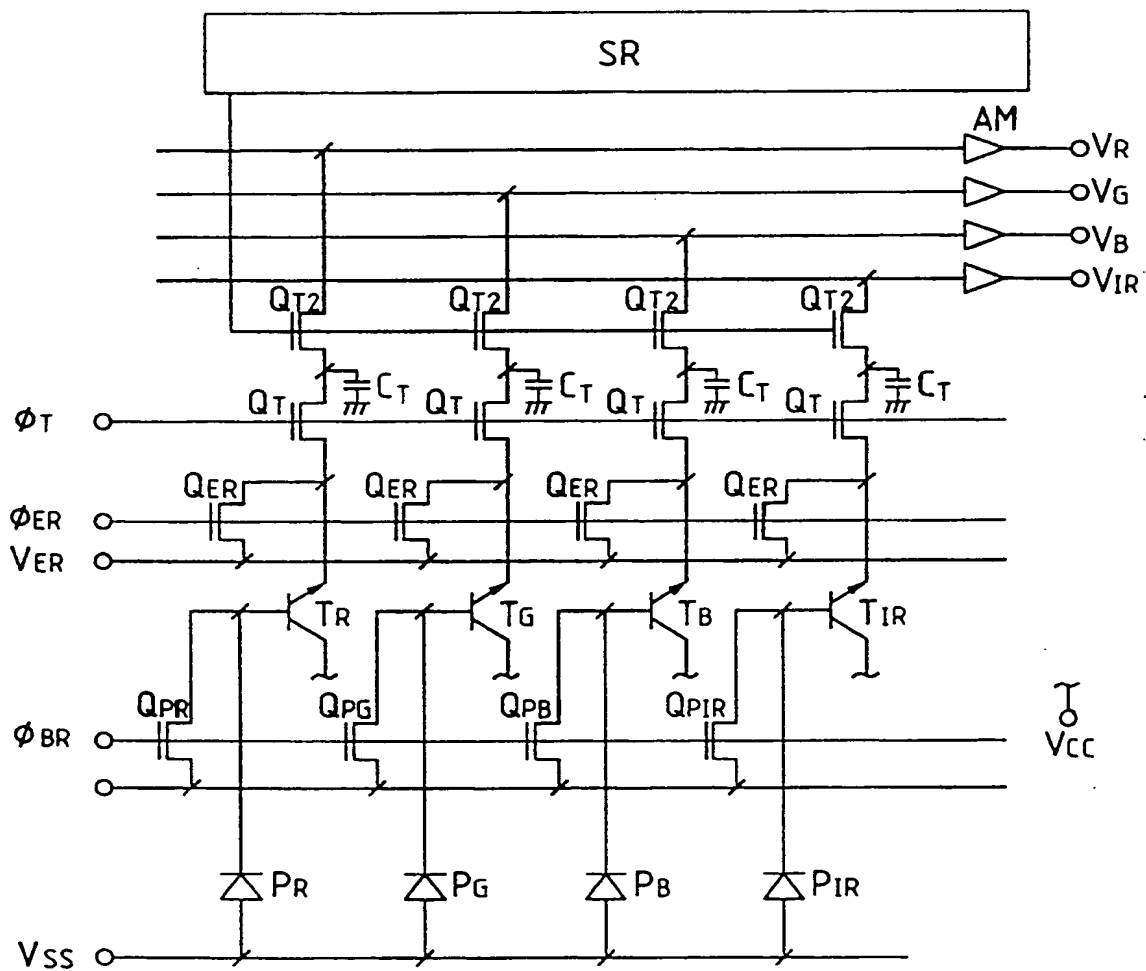 SR
AM
VR
VG
VB
VIR
QT2 QT2 QT2 QT2
CT CT CT CT
QT QT QT QT
ϕT
QER QER QER QER
ϕER
VER
TR TG TB TIR
QPR QPG QPB QPIR
ϕBR
VCC
PR PG PB PIR
VSS